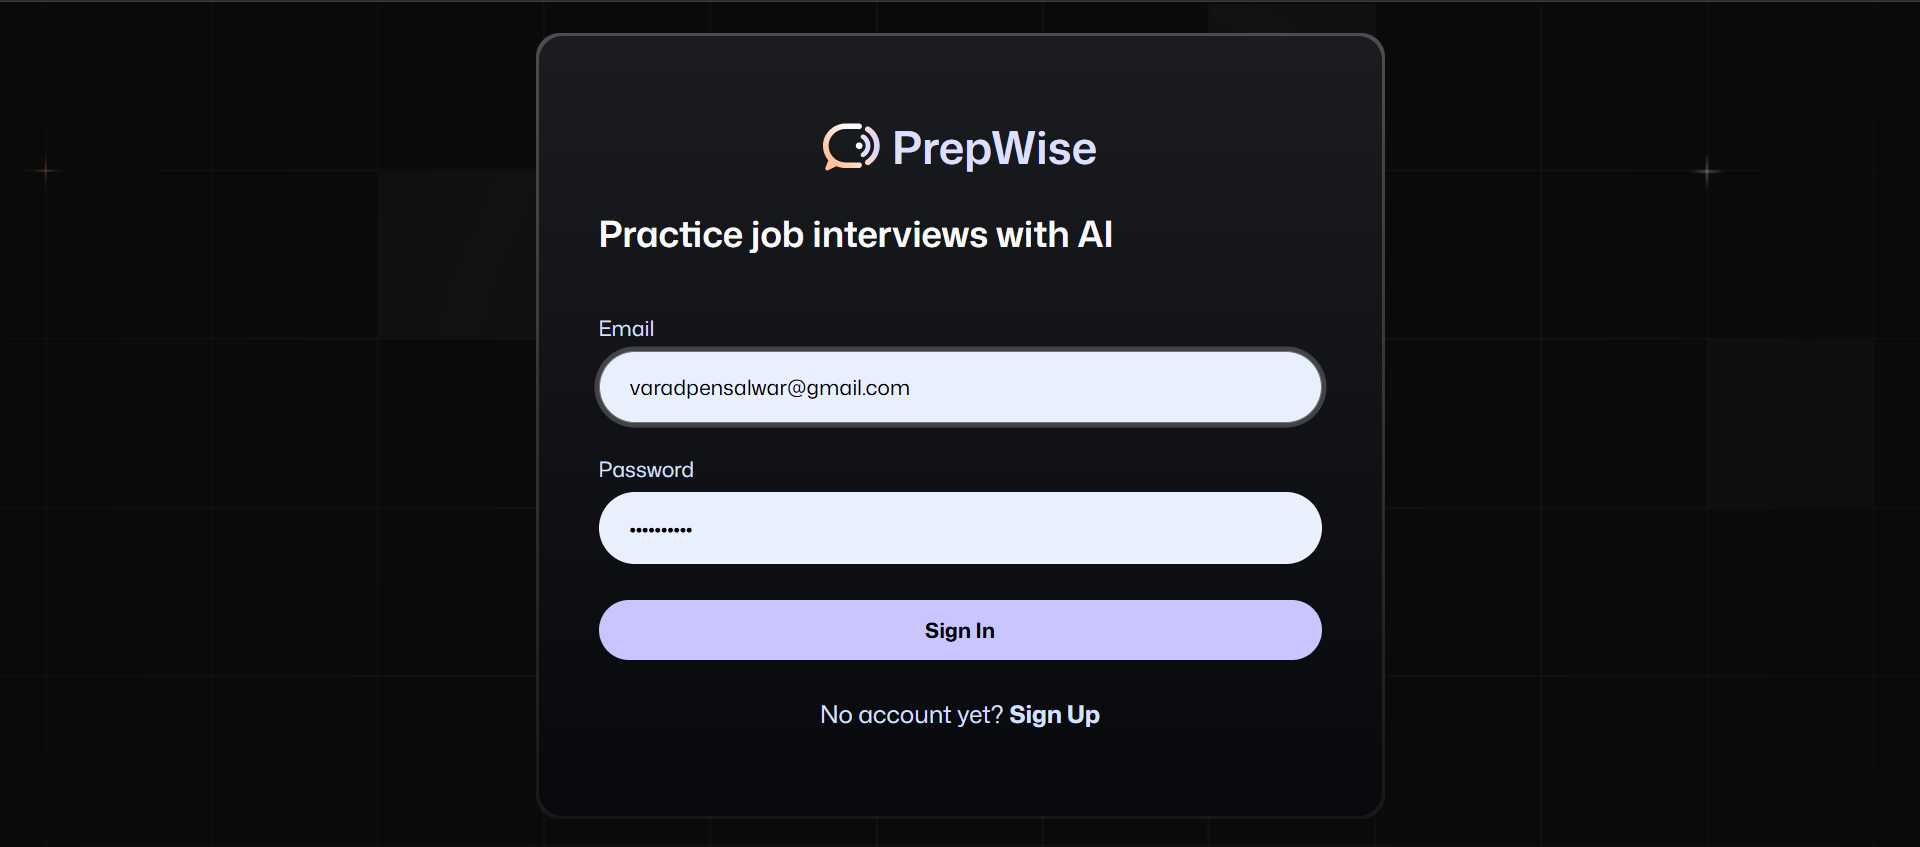 PrepWise
Practice job interviews with AI
Email
varadpensalwar@gmail.com
Password
••••••••••
Sign In
No account yet? Sign Up